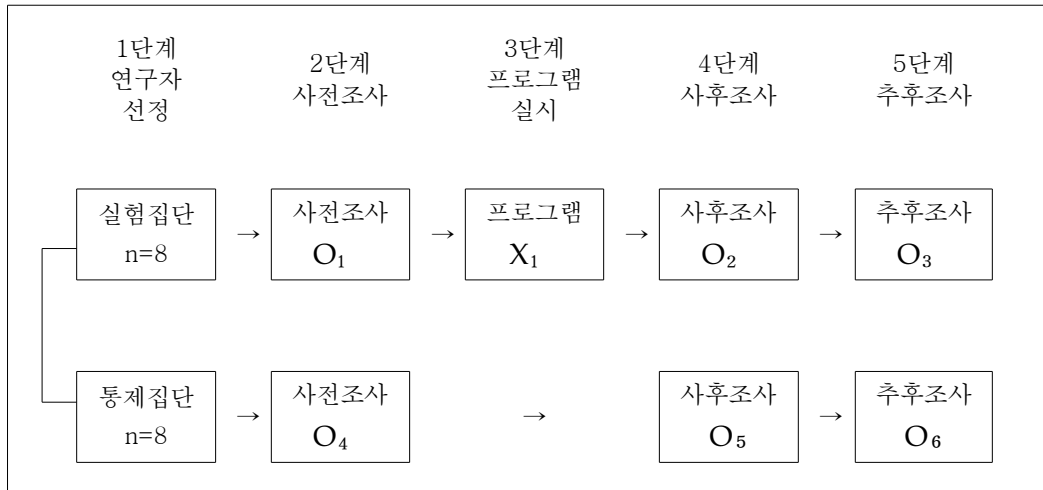 1단계
연구자
선정
2단계
사전조사
3단계
프로그램
실시
4단계
사후조사
5단계
추후조사
실험집단
n=8
→
사전조사
O₁
→
프로그램
X₁
→
사후조사
O₂
→
추후조사
O₃
통제집단
n=8
→
사전조사
O₄
→
사후조사
O₅
→
추후조사
O₆